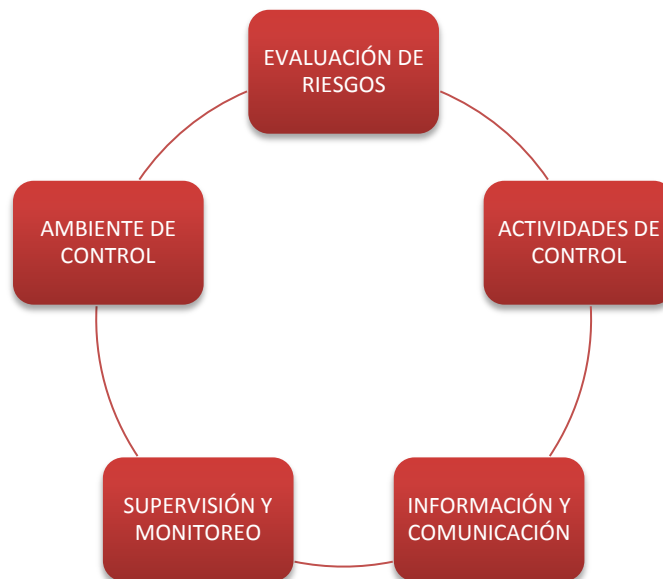 EVALUACIÓN DE
RIESGOS
AMBIENTE DE
CONTROL
ACTIVIDADES DE
CONTROL
SUPERVISIÓN Y
MONITOREO
INFORMACIÓN Y
COMUNICACIÓN